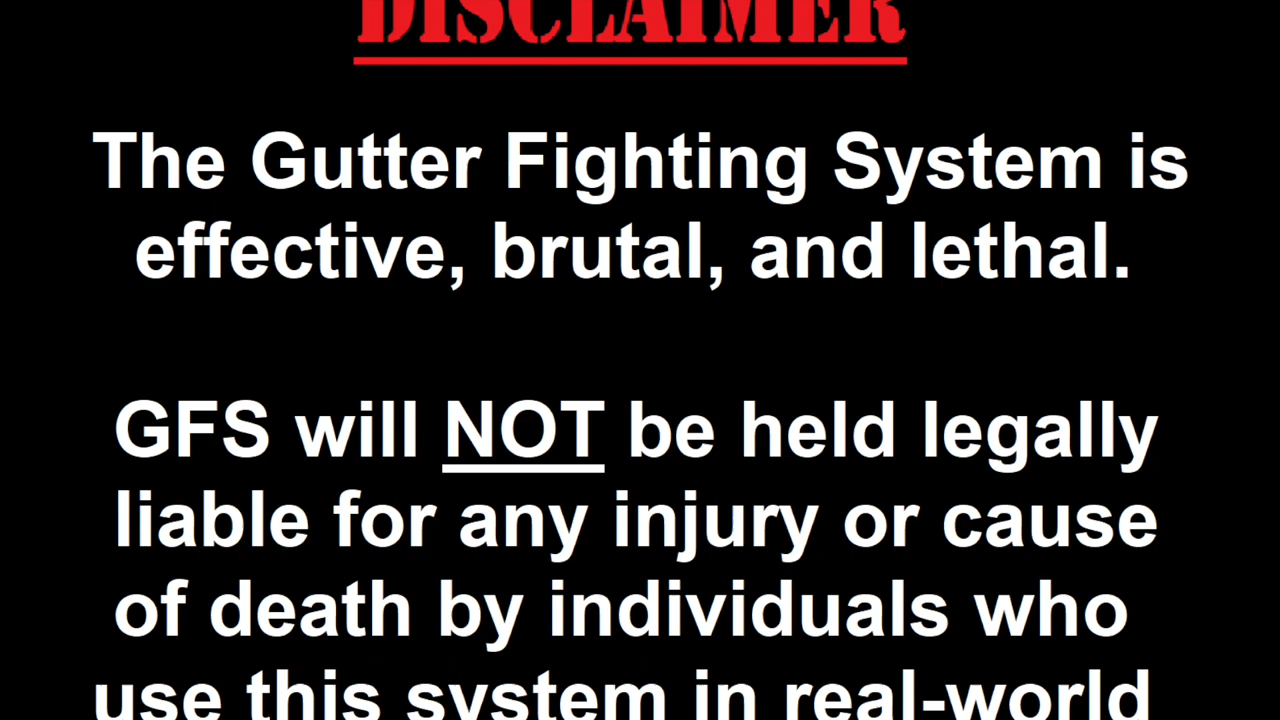 DISCLAIMER
The Gutter Fighting System is
effective, brutal, and lethal.
GFS will NOT be held legally
liable for any injury or cause
of death by individuals who
use this system in real-world